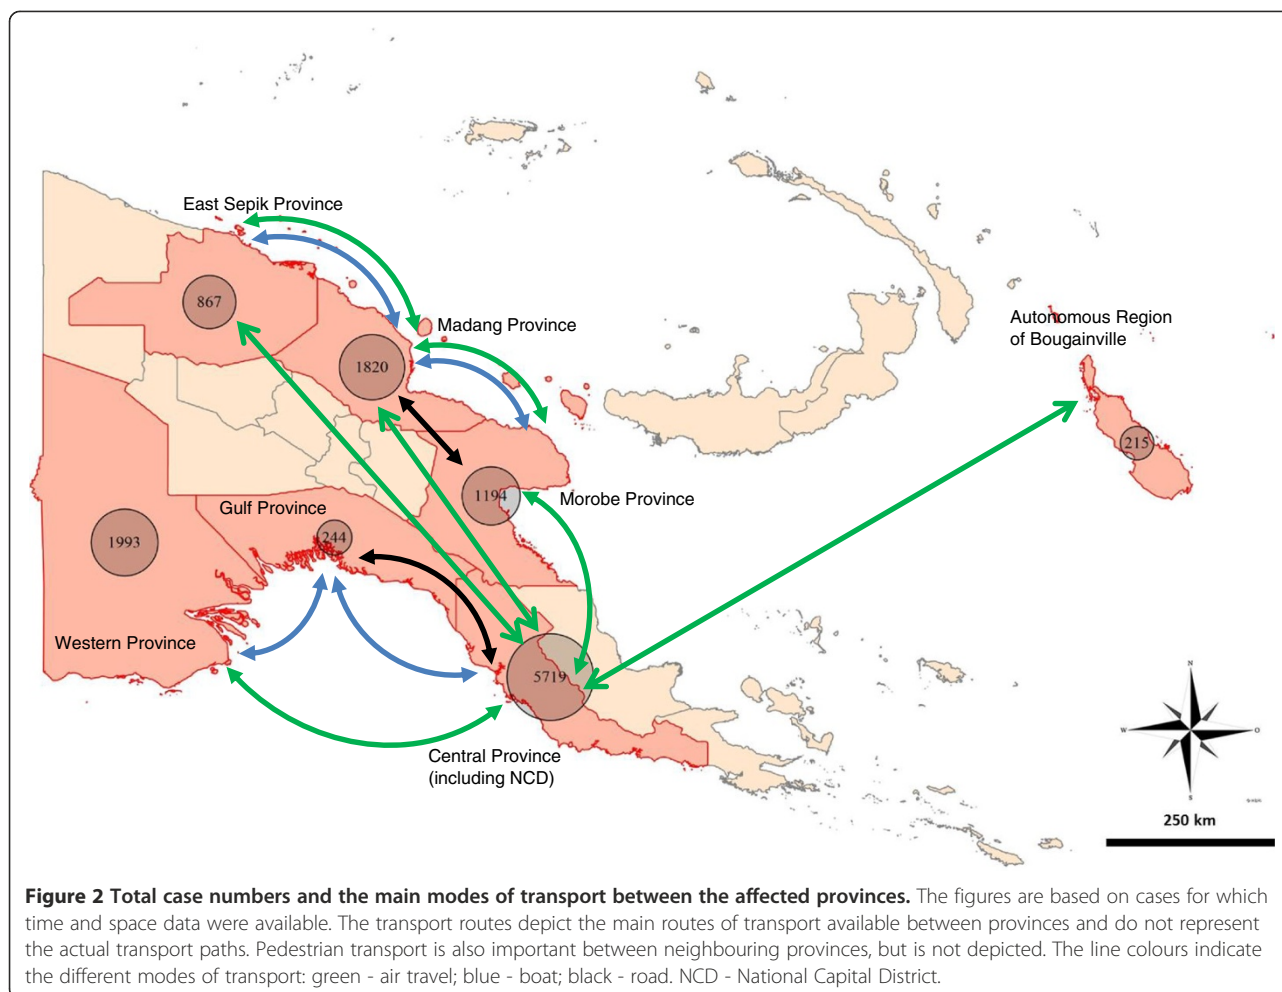 East Sepik Province
867
Madang Province
1820
Autonomous Region
of Bougainville
215
1194
Morobe Province
Gulf Province
244
1993
Western Province
5719
Central Province
(including NCD)
N
W
O
S
250 km
Figure 2 Total case numbers and the main modes of transport between the affected provinces. The figures are based on cases for which
time and space data were available. The transport routes depict the main routes of transport available between provinces and do not represent
the actual transport paths. Pedestrian transport is also important between neighbouring provinces, but is not depicted. The line colours indicate
the different modes of transport: green - air travel; blue - boat; black - road. NCD - National Capital District.